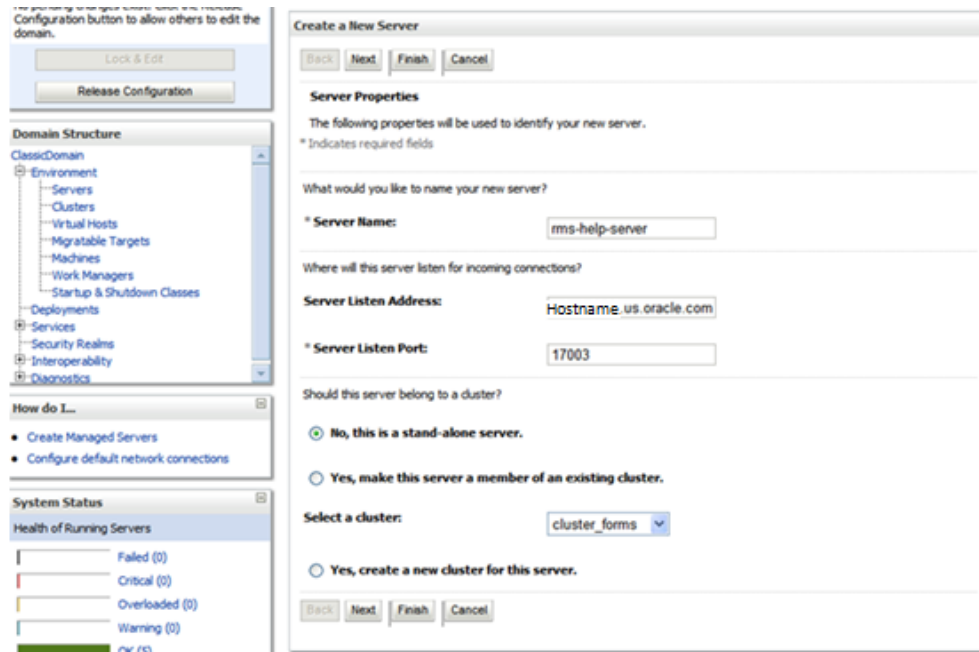 No pending changes exist. Click the Release
Configuration button to allow others to edit the
domain.
Lock & Edit
Release Configuration
Domain Structure
ClassicDomain
Environment
Servers
Clusters
Virtual Hosts
Migratable Targets
Machines
Work Managers
Startup & Shutdown Classes
Deployments
Services
Security Realms
Interoperability
Diagnostics
How do I...
Create Managed Servers
Configure default network connections
System Status
Health of Running Servers
Failed (0)
Critical (0)
Overloaded (0)
Warning (0)
OK (5)
Create a New Server
Back Next Finish Cancel
Server Properties
The following properties will be used to identify your new server.
* Indicates required fields
What would you like to name your new server?
* Server Name: rms-help-server
Where will this server listen for incoming connections?
Server Listen Address: Hostname.us.oracle.com
* Server Listen Port: 17003
Should this server belong to a cluster?
No, this is a stand-alone server.
Yes, make this server a member of an existing cluster.
Select a cluster: cluster_forms
Yes, create a new cluster for this server.
Back Next Finish Cancel